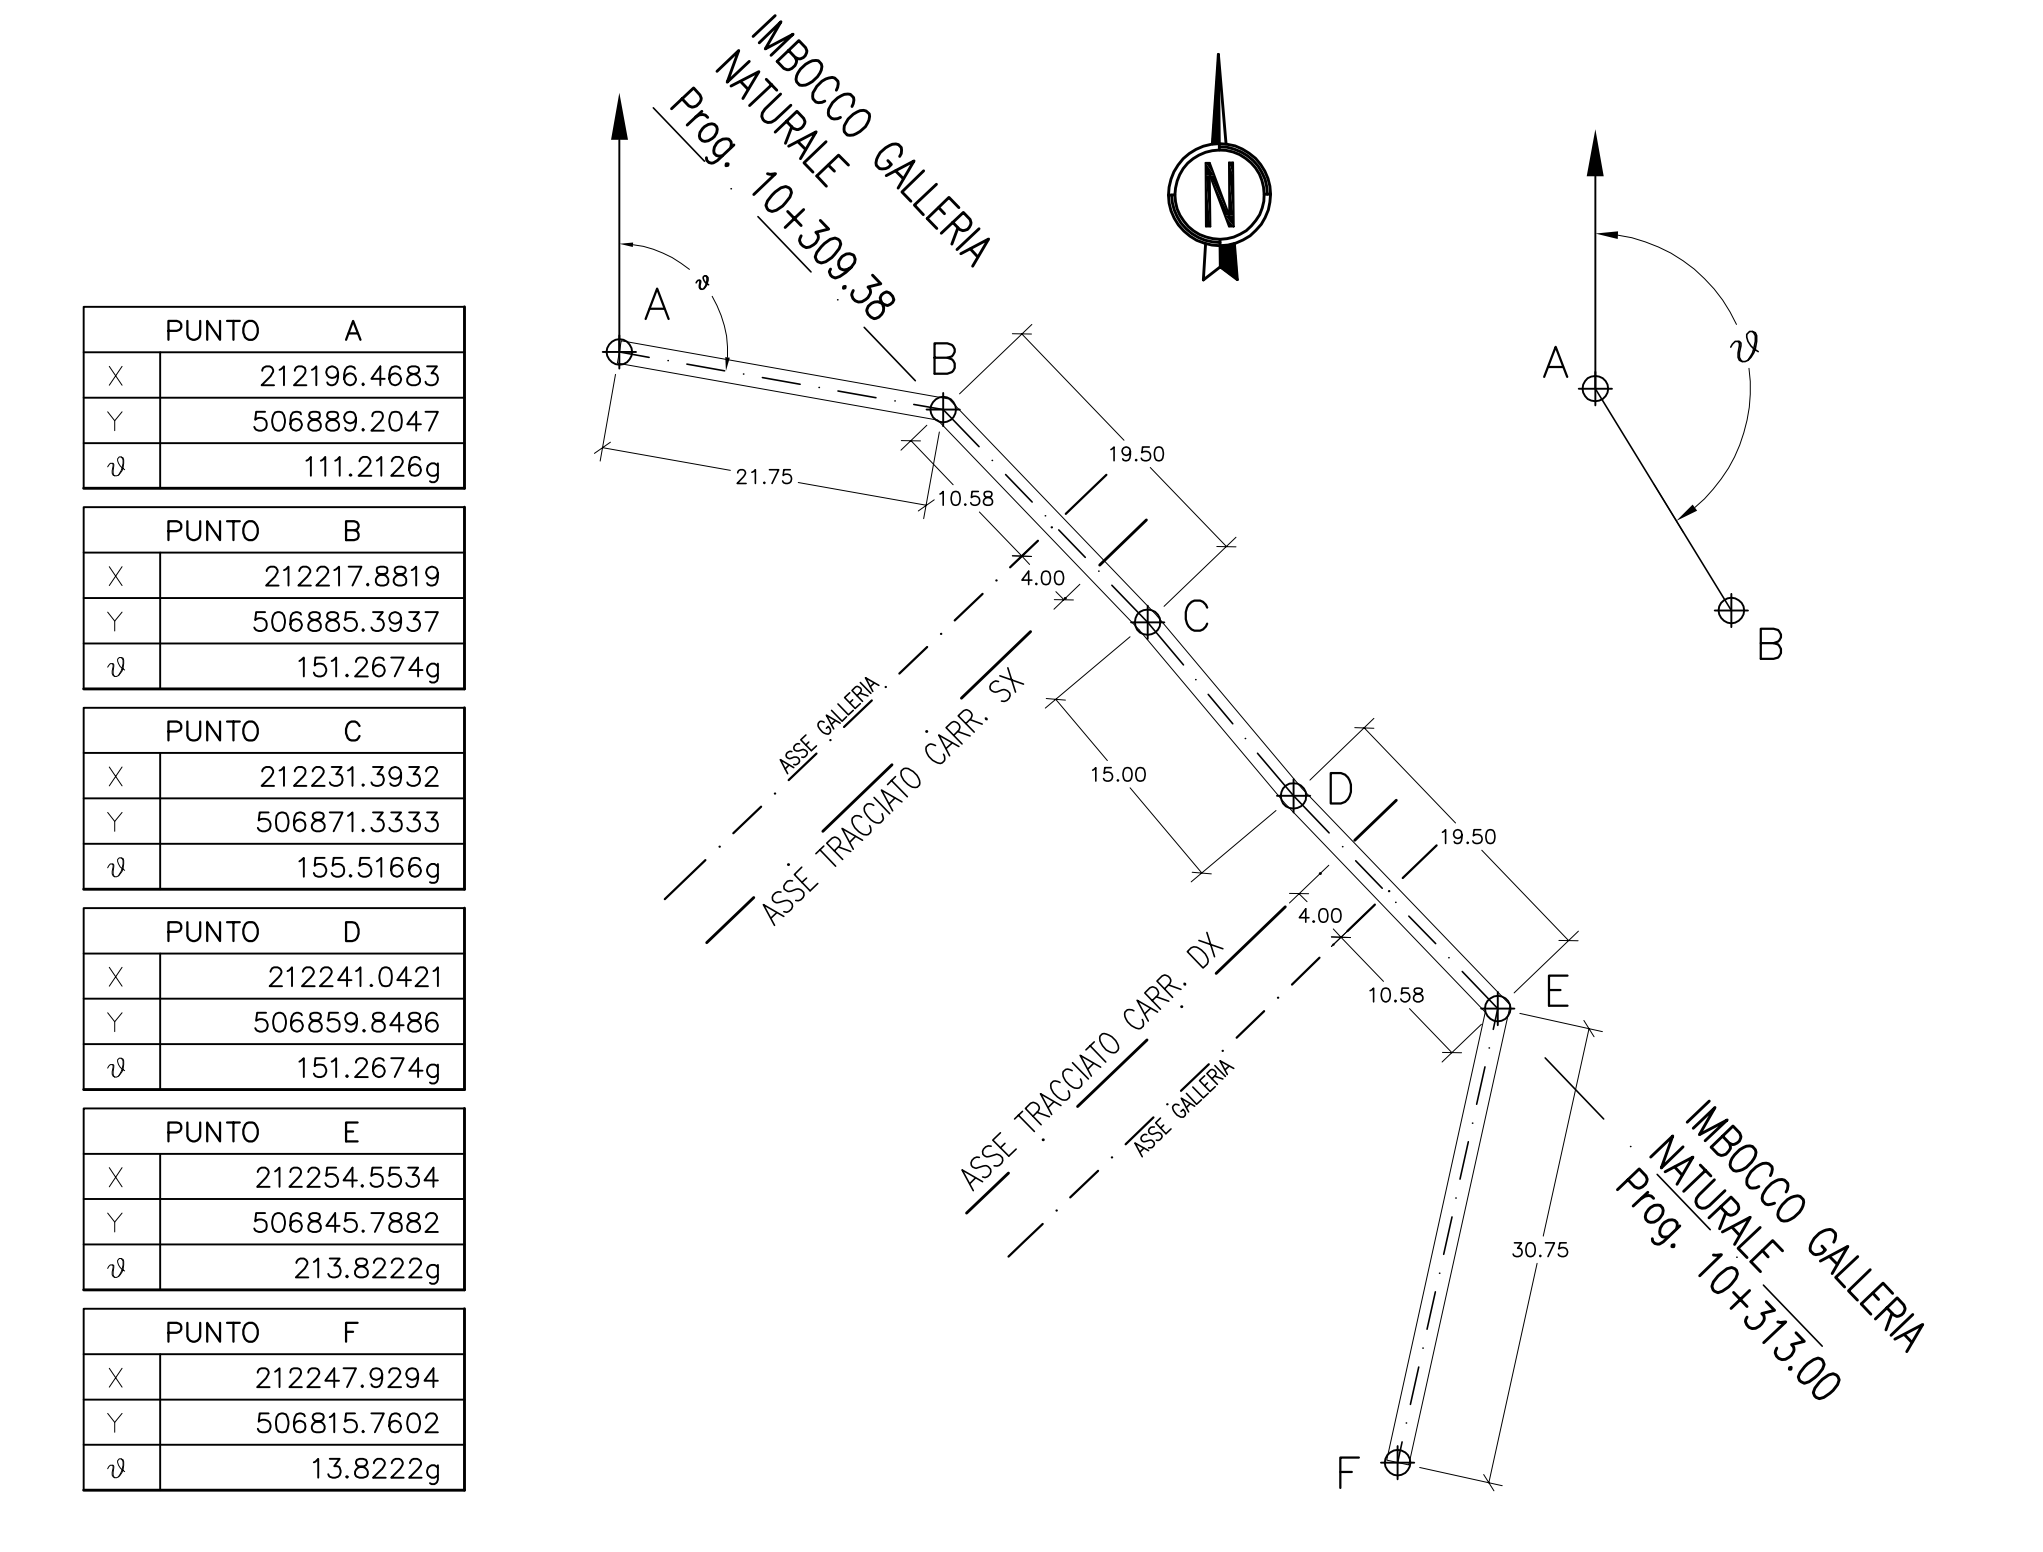 PUNTO A
X 212196.4683
Y 506889.2047
ϑ 111.2126g
PUNTO B
X 212217.8819
Y 506885.3937
ϑ 151.2674g
PUNTO C
X 212231.3932
Y 506871.3333
ϑ 155.5166g
PUNTO D
X 212241.0421
Y 506859.8486
ϑ 151.2674g
PUNTO E
X 212254.5534
Y 506845.7882
ϑ 213.8222g
PUNTO F
X 212247.9294
Y 506815.7602
ϑ 13.8222g
IMBOCCO GALLERIA
NATURALE
Prog. 10+309.38
N
ϑ
A
B
21.75
10.58
19.50
4.00
C
ASSE GALLERIA
ASSE TRACCIATO CARR. SX
15.00
D
19.50
4.00
10.58
E
ASSE TRACCIATO CARR. DX
ASSE GALLERIA
30.75
F
IMBOCCO GALLERIA
NATURALE
Prog. 10+313.00
A
ϑ
B